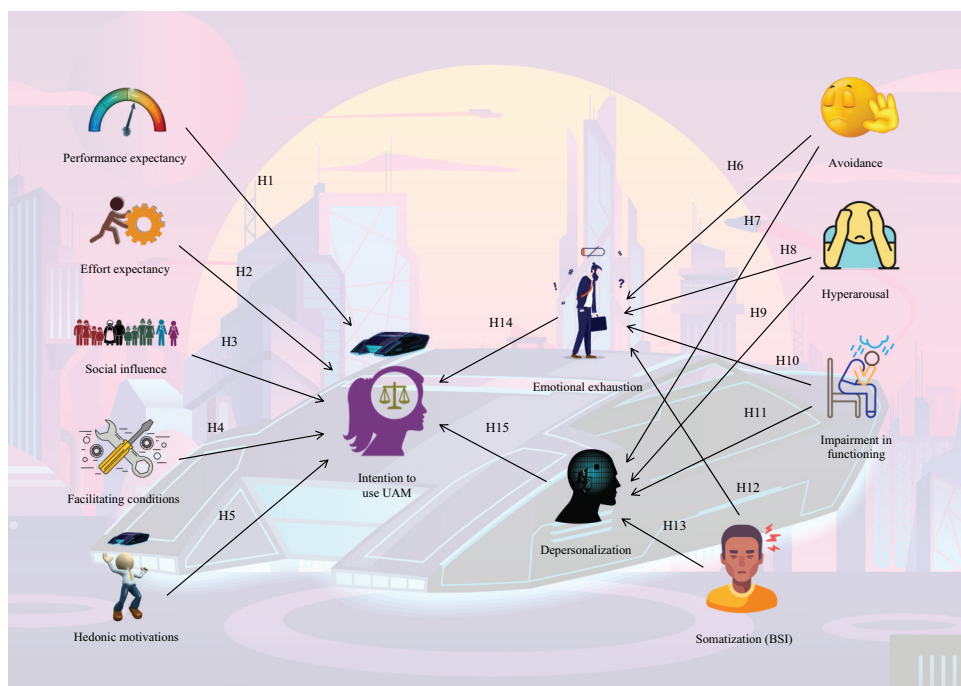 Performance expectancy
Effort expectancy
Social influence
Facilitating conditions
Hedonic motivations
H1
H2
H3
H4
H5
Intention to
use UAM
H14
H15
Emotional exhaustion
Depersonalization
H6
H7
H8
H9
H10
H11
H12
H13
Avoidance
Hyperarousal
Impairment in
functioning
Somatization (BSI)